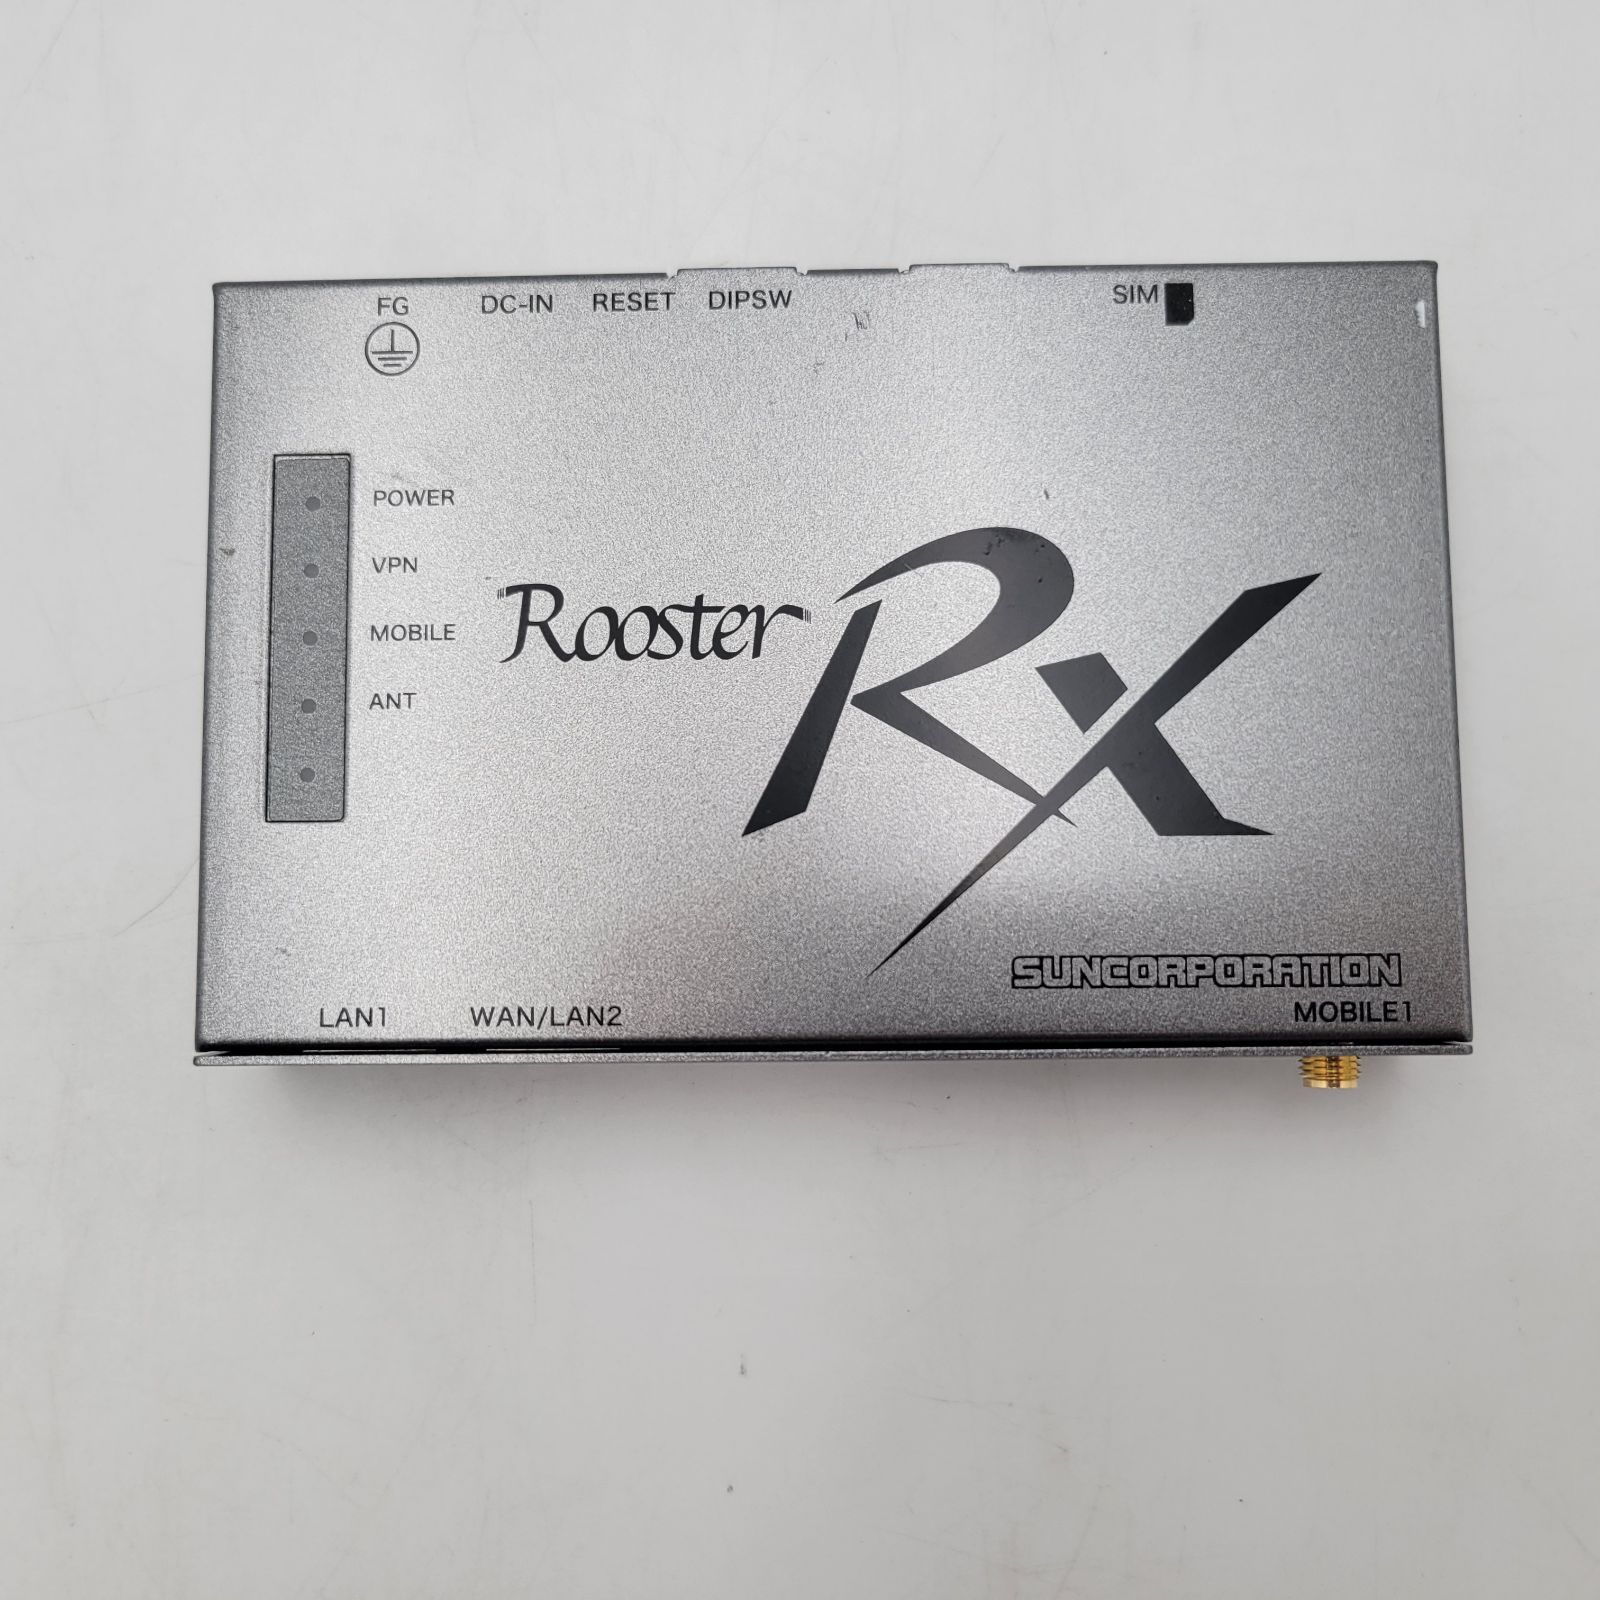 FG DC-IN RESET DIPSW SIM
POWER
VPN
MOBILE
ANT
Rooster RX
SUNCORPORATION
MOBILE1
LAN1 WAN/LAN2